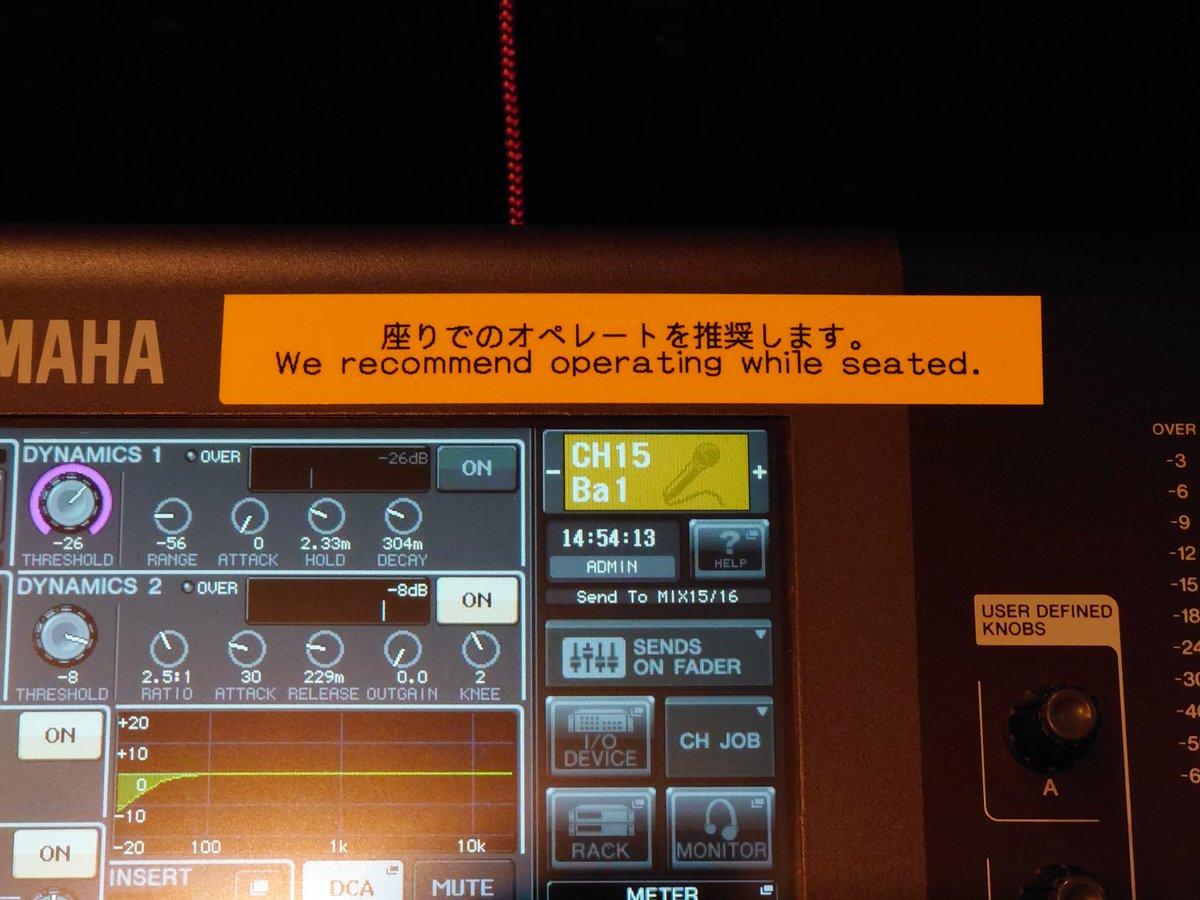 座りでのオペレートを推奨します。
We recommend operating while seated.
MAHA
DYNAMICS 1 OVER -26dB ON
-26 -56 0 2.33m 304m
THRESHOLD RANGE ATTACK HOLD DECAY
DYNAMICS 2 OVER -8dB ON
-8 2.5:1 30 229m 0.0 2
THRESHOLD RATIO ATTACK RELEASE OUTGAIN KNEE
ON
+20
+10
0
-10
-20 100 1k 10k
ON
INSERT DCA MUTE
- CH15 +
Ba1
14:54:13
ADMIN
? HELP
Send To MIX15/16
SENDS
ON FADER
I/O
DEVICE
CH JOB
RACK
MONITOR
METER
USER DEFINED
KNOBS
A
OVER
-3
-6
-9
-12
-15
-18
-24
-30